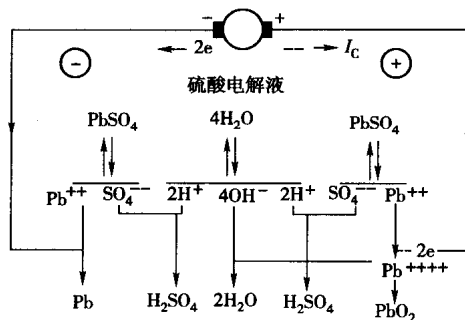 − +
-- 2e -- I_C
− +
硫酸电解液
PbSO₄ 4H₂O PbSO₄
Pb⁺⁺ SO₄⁻⁻ 2H⁺ 4OH⁻ 2H⁺ SO₄⁻⁻ Pb⁺⁺
-- 2e
Pb⁺⁺⁺⁺
Pb H₂SO₄ 2H₂O H₂SO₄ PbO₂